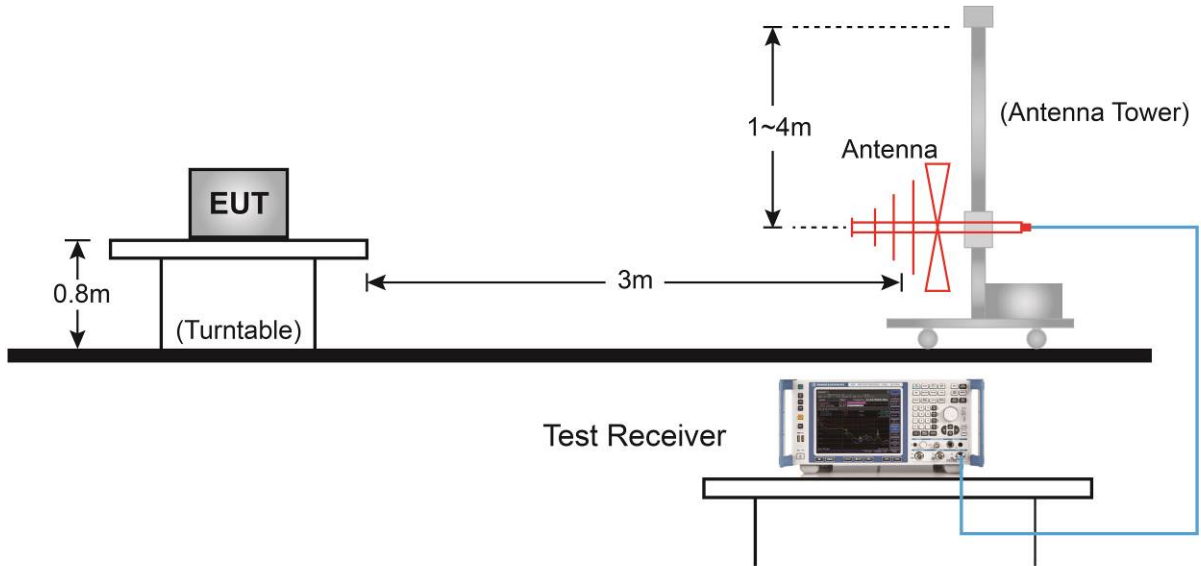 1~4m
(Antenna Tower)
Antenna
EUT
0.8m
3m
(Turntable)
Test Receiver